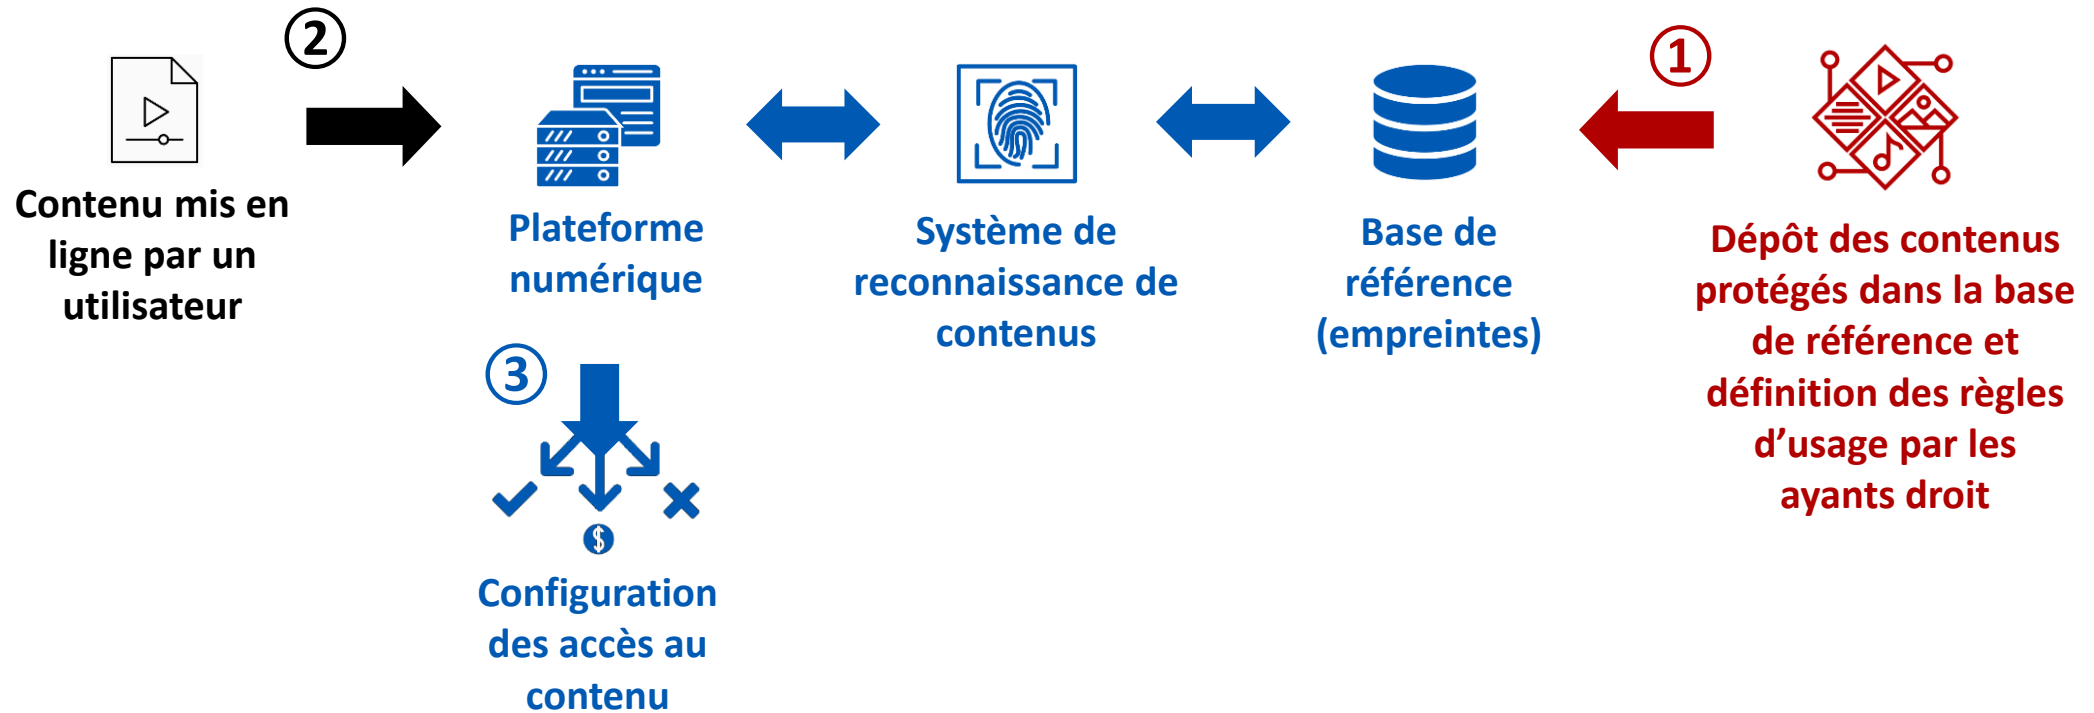 ②
Contenu mis en
ligne par un
utilisateur
Plateforme
numérique
Système de
reconnaissance de
contenus
Base de
référence
(empreintes)
①
Dépôt des contenus
protégés dans la base
de référence et
définition des règles
d’usage par les
ayants droit
③
$
Configuration
des accès au
contenu